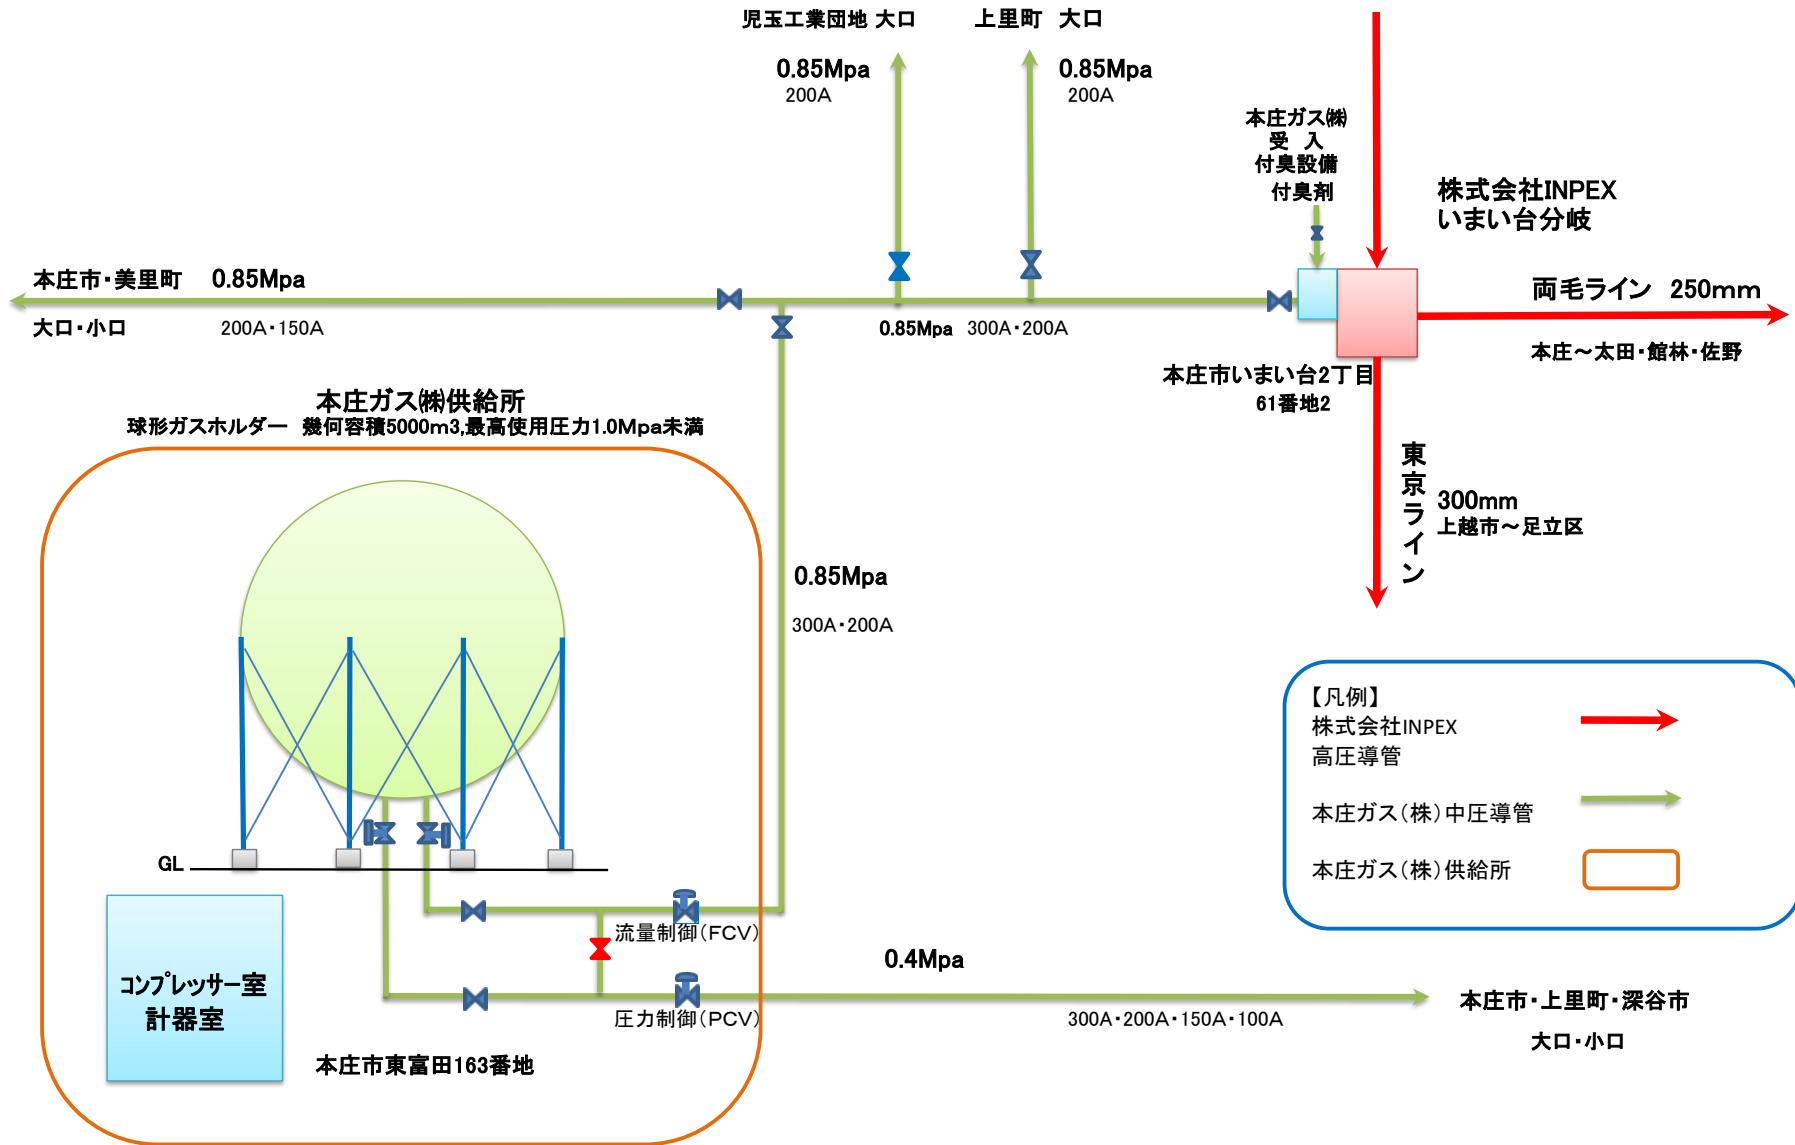 児玉工業団地 大口
0.85Mpa
200A
上里町 大口
0.85Mpa
200A
本庄ガス㈱
受 入
付臭設備
付臭剤
株式会社INPEX
いまい台分岐
本庄市・美里町 0.85Mpa
大口・小口 200A・150A
0.85Mpa 300A・200A
両毛ライン 250mm
本庄～太田・館林・佐野
本庄市いまい台2丁目
61番地2
東京ライン
300mm
上越市～足立区
本庄ガス㈱供給所
球形ガスホルダー 幾何容積5000m3,最高使用圧力1.0Mpa未満
0.85Mpa
300A・200A
GL
コンプレッサー室
計器室
流量制御(FCV)
圧力制御(PCV)
本庄市東富田163番地
0.4Mpa
300A・200A・150A・100A
本庄市・上里町・深谷市
大口・小口
【凡例】
株式会社INPEX
高圧導管
本庄ガス(株)中圧導管
本庄ガス(株)供給所